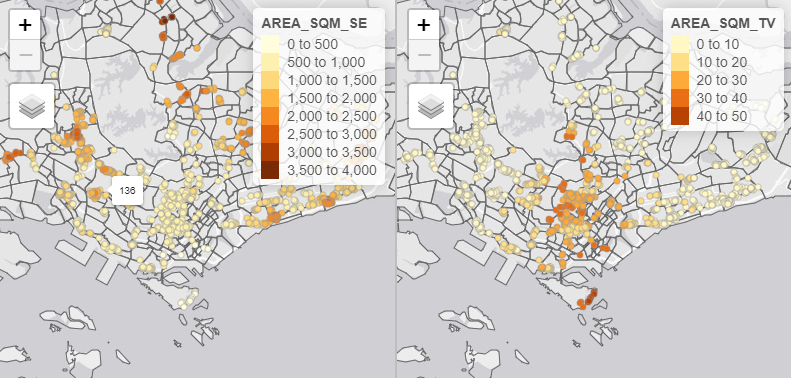 +
−
AREA_SQM_SE
0 to 500
500 to 1,000
1,000 to 1,500
1,500 to 2,000
2,000 to 2,500
2,500 to 3,000
3,000 to 3,500
3,500 to 4,000
136
+
−
AREA_SQM_TV
0 to 10
10 to 20
20 to 30
30 to 40
40 to 50